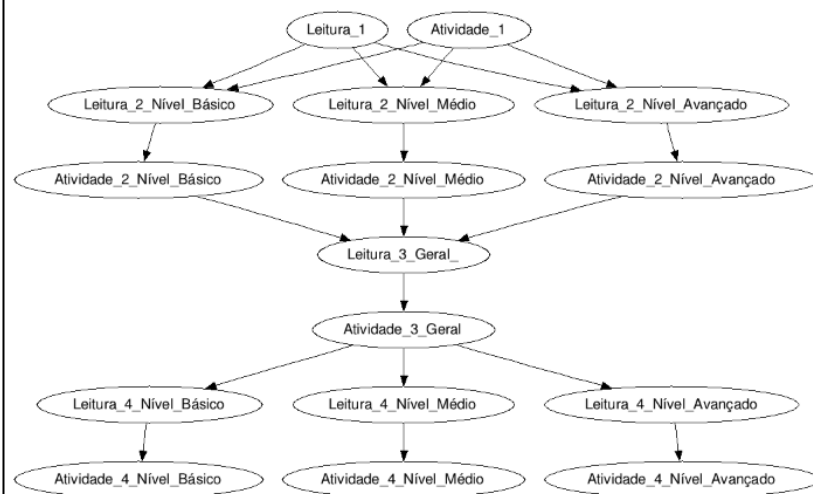 Leitura_1 Atividade_1
Leitura_2_Nível_Básico Leitura_2_Nível_Médio Leitura_2_Nível_Avançado
Atividade_2_Nível_Básico Atividade_2_Nível_Médio Atividade_2_Nível_Avançado
Leitura_3_Geral_
Atividade_3_Geral
Leitura_4_Nível_Básico Leitura_4_Nível_Médio Leitura_4_Nível_Avançado
Atividade_4_Nível_Básico Atividade_4_Nível_Médio Atividade_4_Nível_Avançado